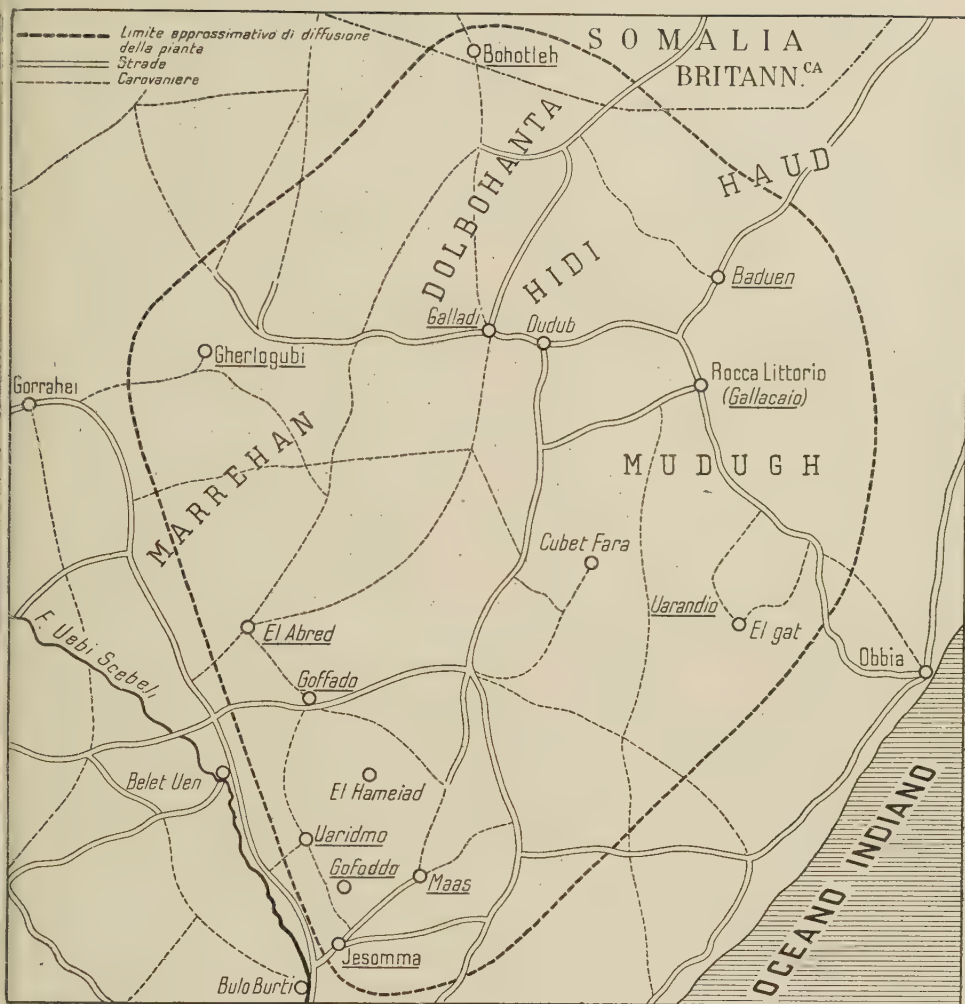 Limite approssimativo di diffusione
della pianta
Strade
Carovaniere
SOMALIA
BRITANN.CA
Bohotleh
DOLBOHANTA
HAUD
HIDI
Baduen
Galladi
Dudub
Gherlogubi
Gorrahei
Rocca Littorio
(Gallacaio)
MARREHAN
MUDUGH
Cubet Fara
Uarandio
El gat
F. Uebi Scebeli
El Abred
Obbia
Goffado
Belet Uen
El Hameiad
Uaridmo
Gofoddo
Maas
Jesomma
Bulo Burti
OCEANO INDIANO